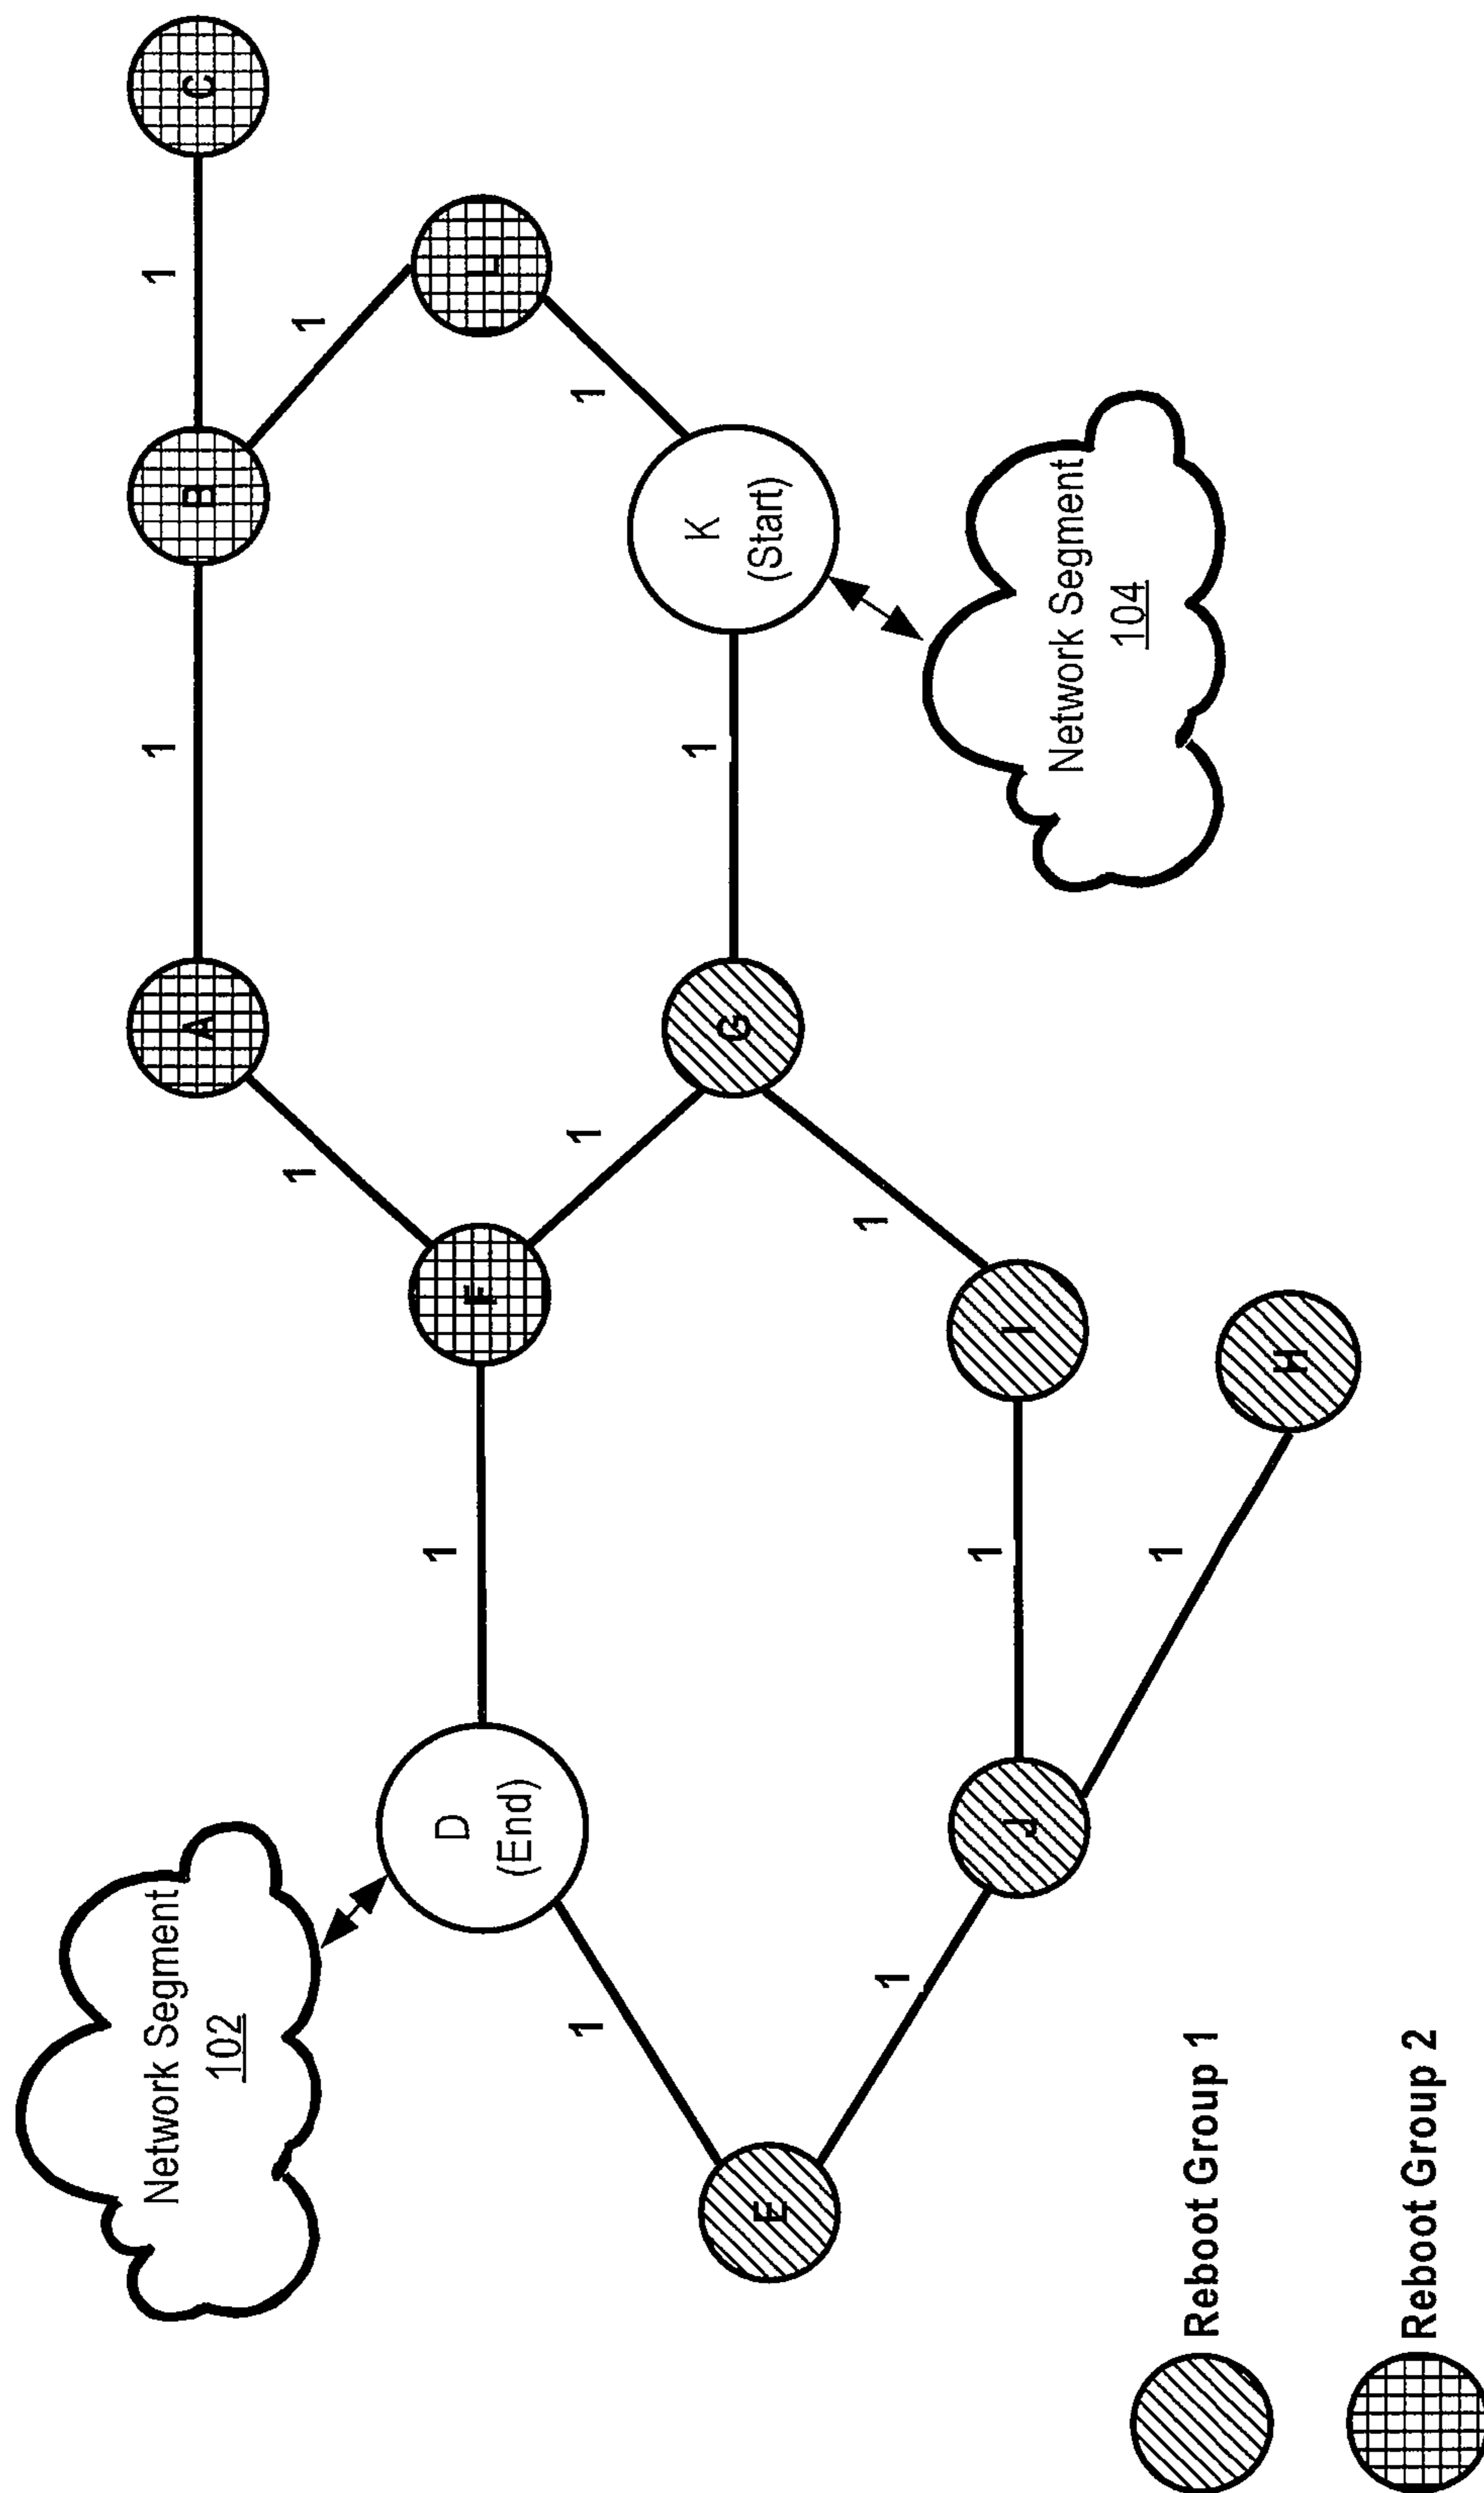 Network Segment
102
1
1
A
B
C
1
1
D
(End)
1
E
L
1
1
1
F
G
1
K
(Start)
1
1
1
J
I
Network Segment
104
1
H
Reboot Group 1
Reboot Group 2